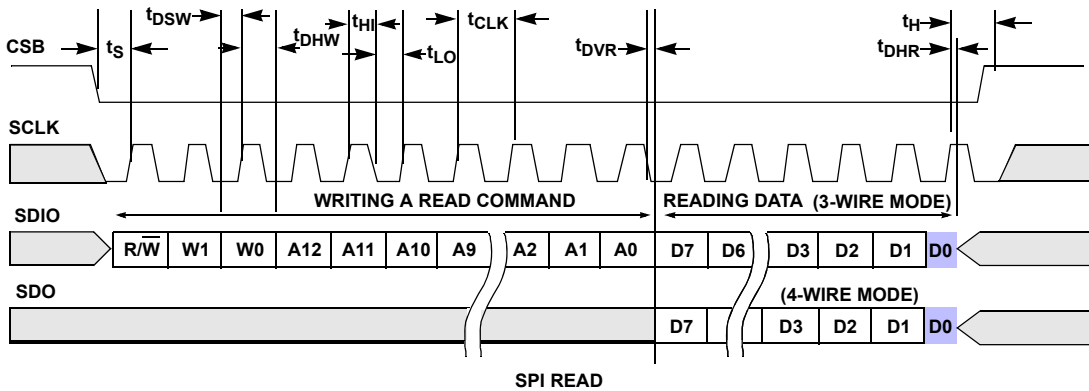 tDSW tHI tCLK tH
CSB tS tDHW tLO tDVR tDHR
SCLK
WRITING A READ COMMAND READING DATA (3-WIRE MODE)
SDIO
R/W̅ W1 W0 A12 A11 A10 A9 A2 A1 A0 D7 D6 D3 D2 D1 D0
SDO
(4-WIRE MODE)
D7 D3 D2 D1 D0
SPI READ